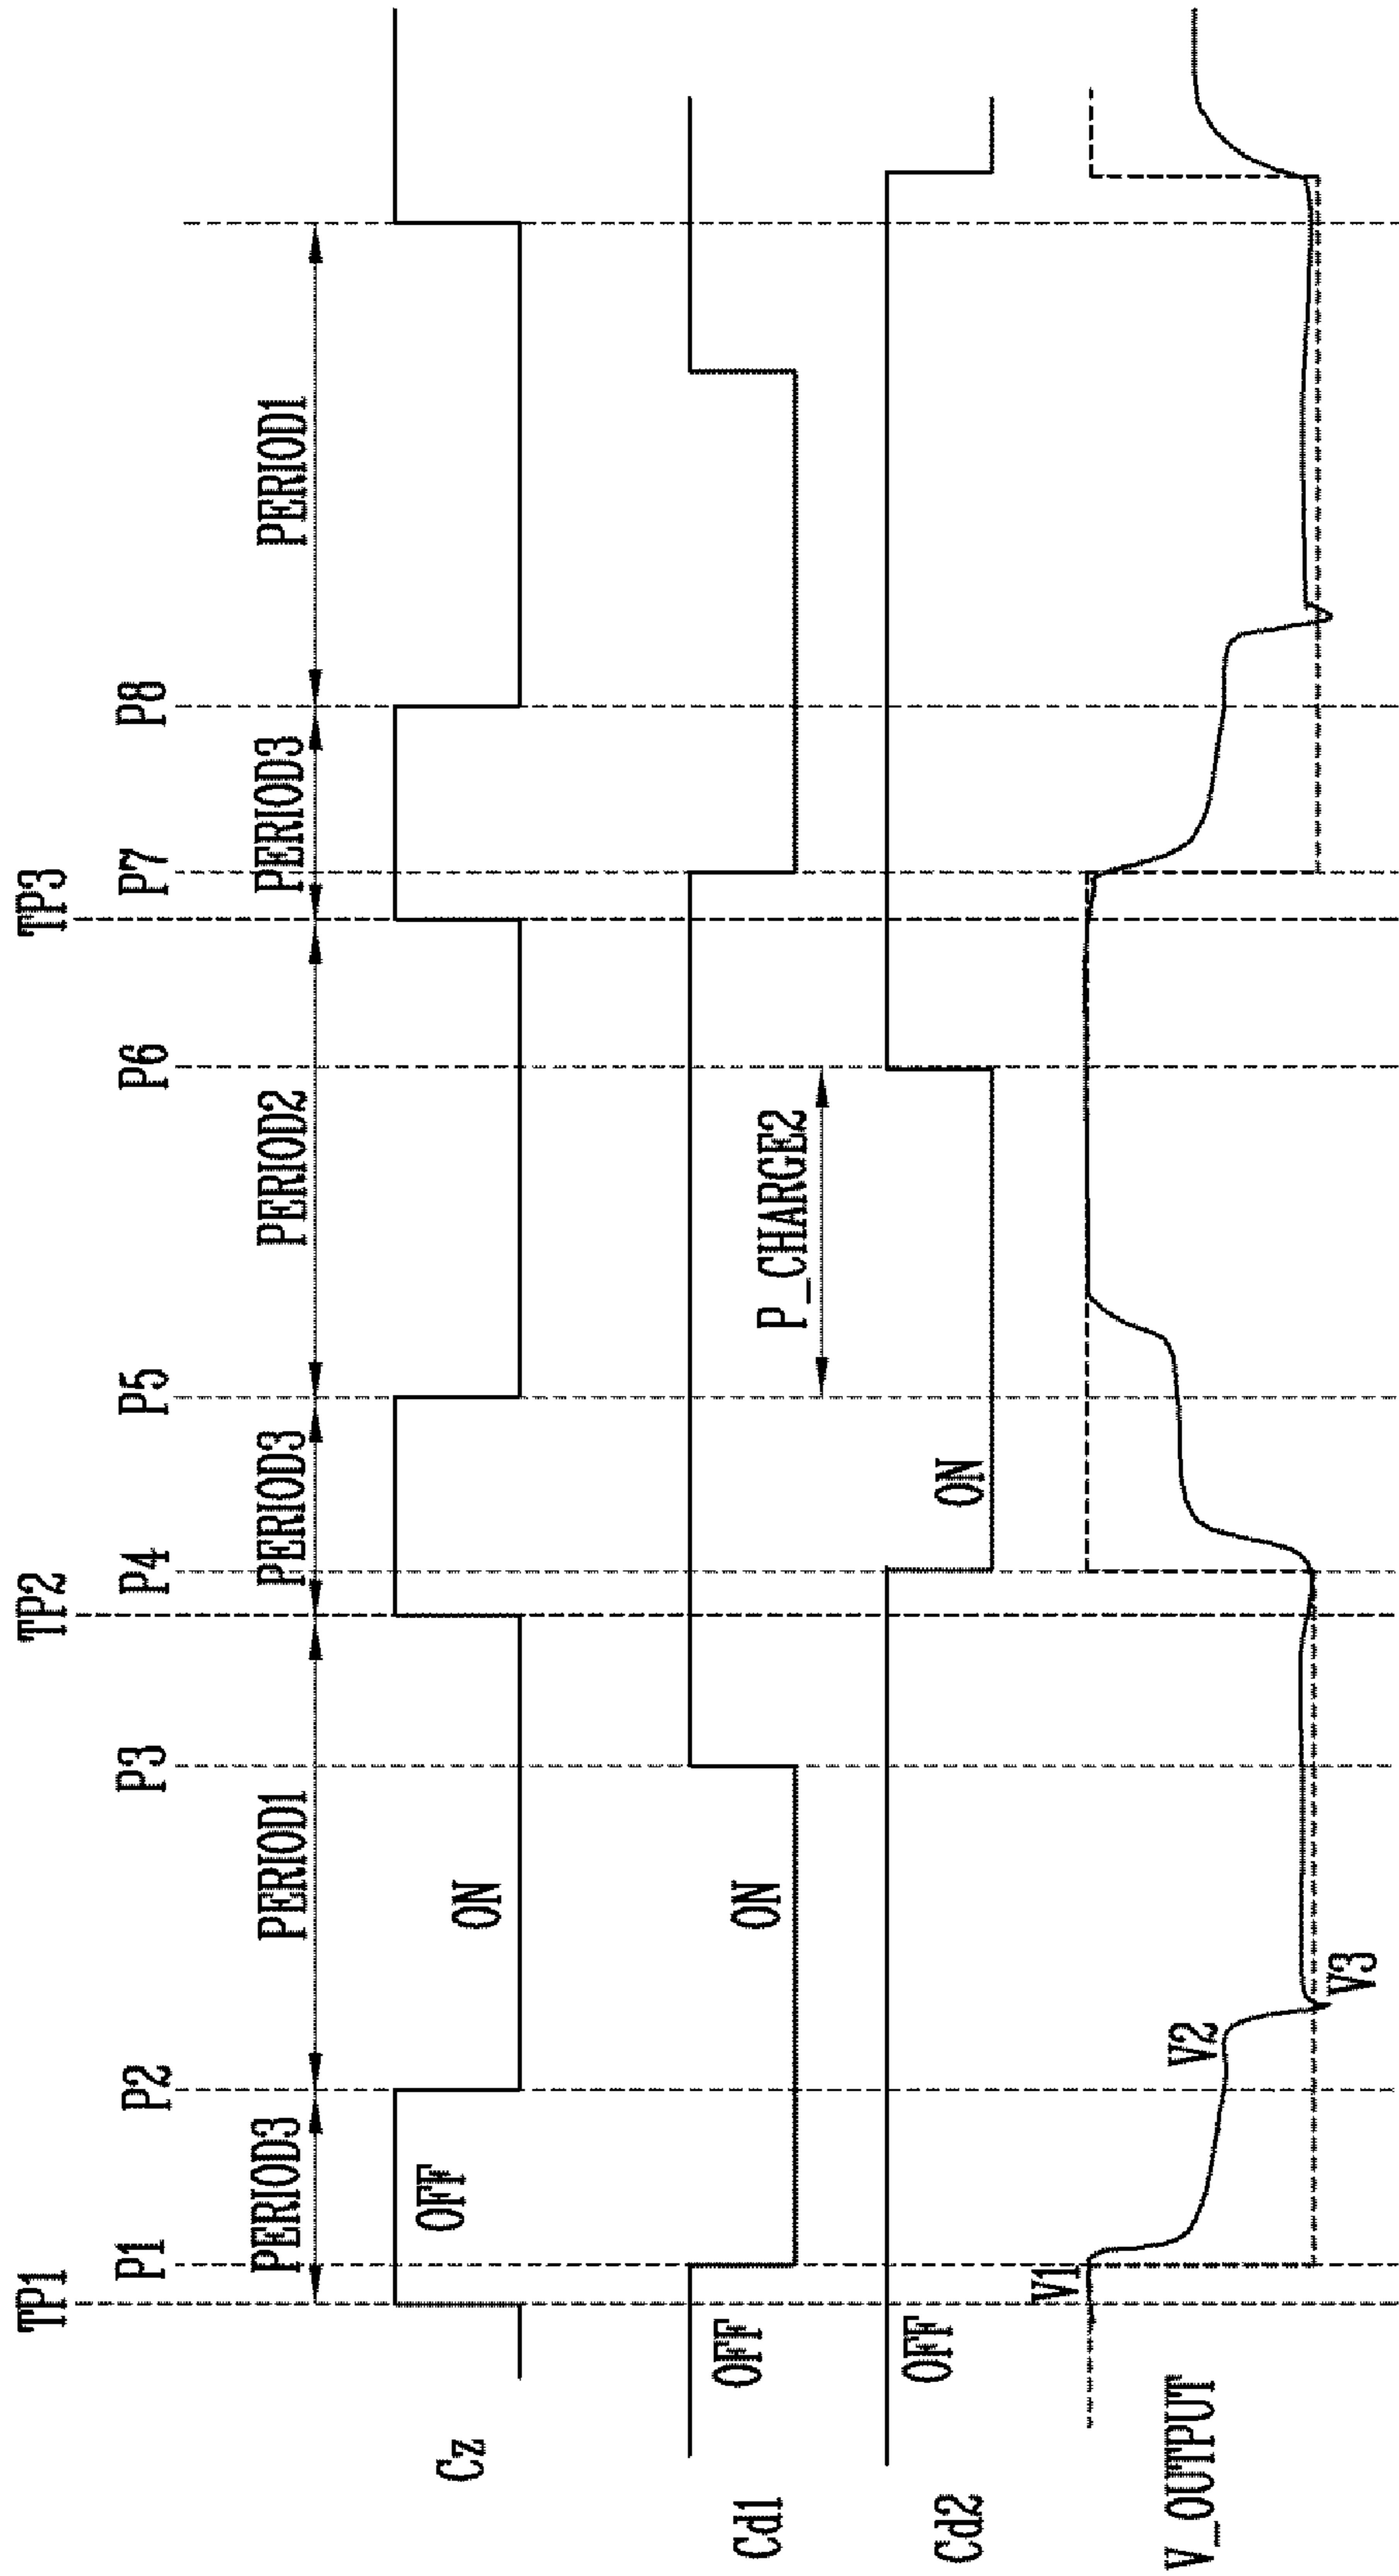 TP1 TP2 TP3
P1 P2 P3 P4 P5 P6 P7 P8
PERIOD3 PERIOD1 PERIOD3 PERIOD2 PERIOD3 PERIOD1
Cz OFF ON
Cd1 OFF ON
P_CHARGE2
Cd2 OFF ON
V_OUTPUT V1 V2 V3